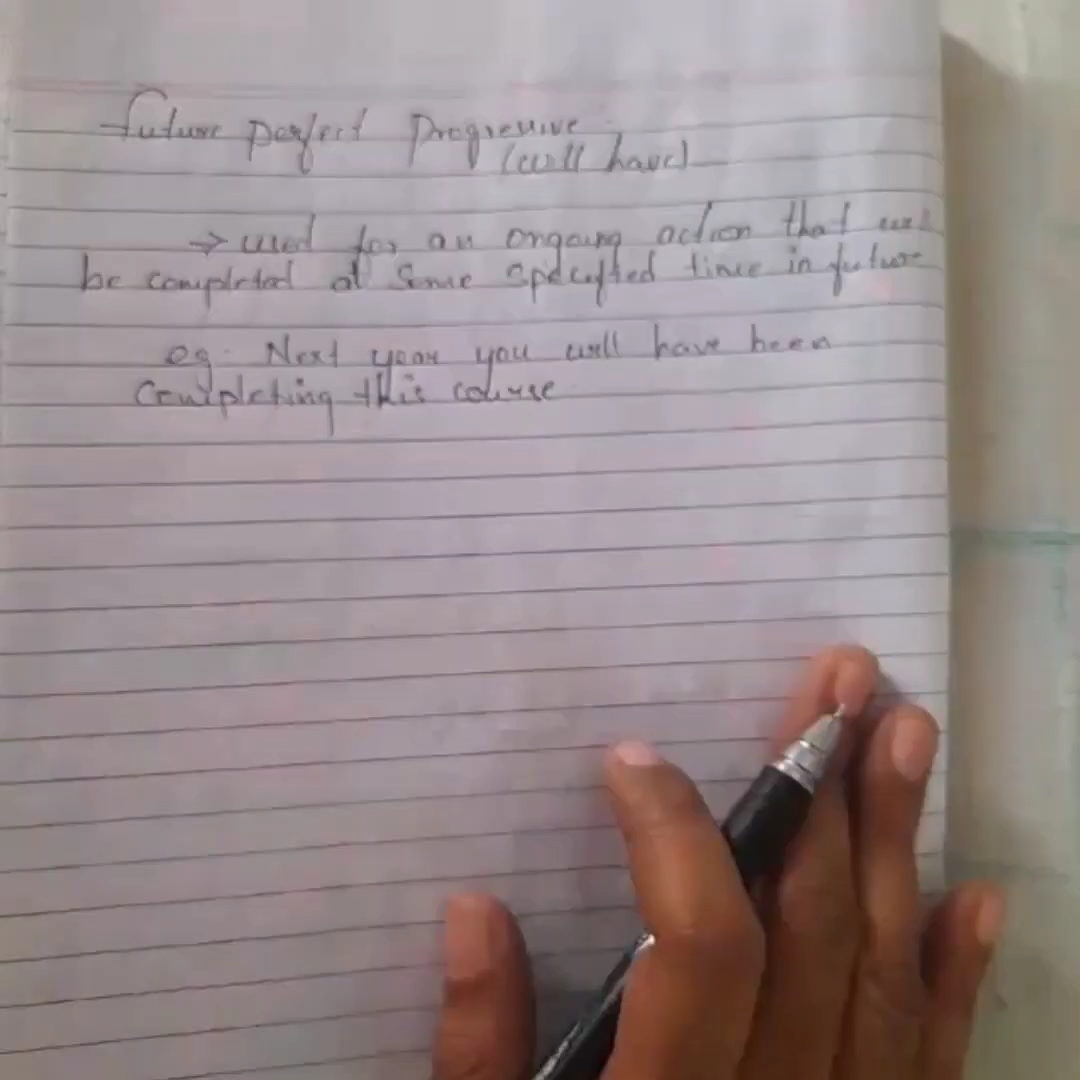 future perfect Progressive.
(will have)
→ used for an ongoing action that will
be completed at some specified time in future
eg. Next year you will have been
Completing this course